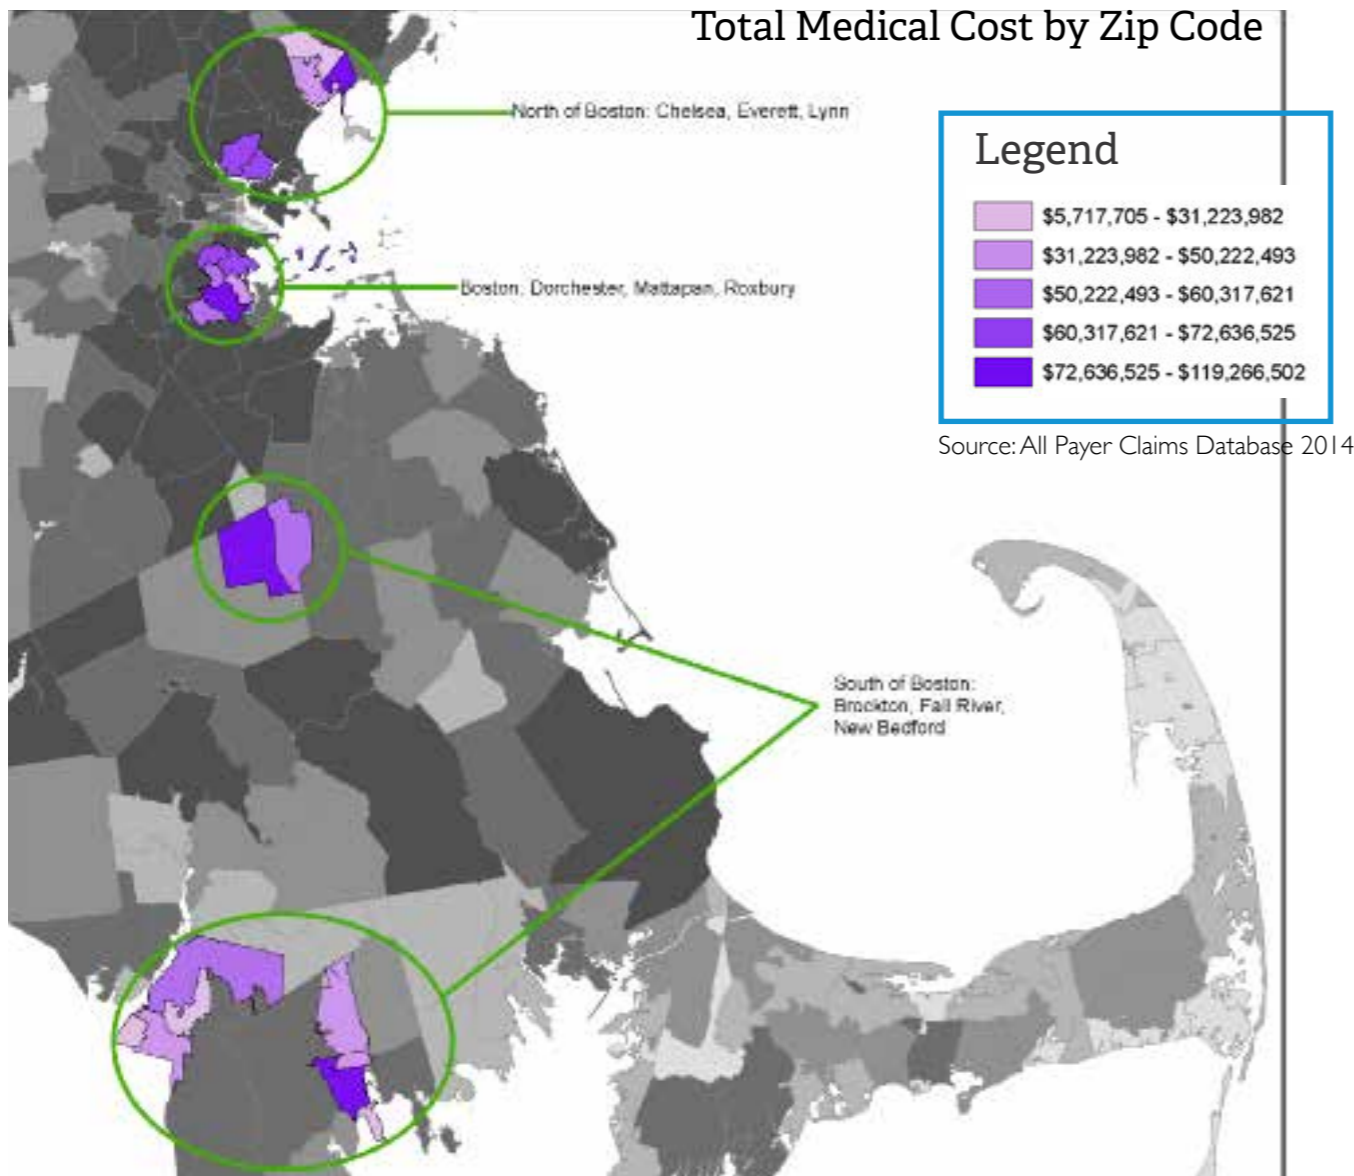 Total Medical Cost by Zip Code
North of Boston: Chelsea, Everett, Lynn
Legend
$5,717,705 - $31,223,982
$31,223,982 - $50,222,493
$50,222,493 - $60,317,621
$60,317,621 - $72,636,525
$72,636,525 - $119,266,502
Boston, Dorchester, Mattapan, Roxbury
Source: All Payer Claims Database 2014
South of Boston:
Brockton, Fall River,
New Bedford